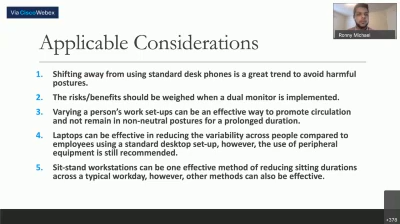 Via Cisco Webex
Ronny Micheal
Applicable Considerations
1. Shifting away from using standard desk phones is a great trend to avoid harmful
postures.
2. The risks/benefits should be weighed when a dual monitor is implemented.
3. Varying a person's work set-ups can be an effective way to promote circulation
and not remain in non-neutral postures for a prolonged duration.
4. Laptops can be effective in reducing the variability across people compared to
employees using a standard desktop set-up, however, the use of peripheral
equipment is still recommended.
5. Sit-stand workstations can be one effective method of reducing sitting durations
across a typical workday, however, other methods can also be effective.
+378